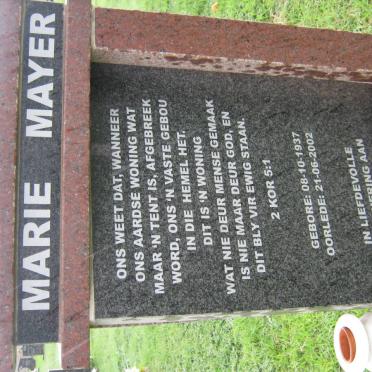 MARIE MAYER
ONS WEET DAT, WANNEER
ONS AARDSE WONING WAT
MAAR 'N TENT IS, AFGEBREEK
WORD, ONS 'N VASTE GEBOU
IN DIE HEMEL HET.
DIT IS 'N WONING
WAT NIE DEUR MENSE GEMAAK
IS NIE MAAR DEUR GOD, EN
DIT BLY VIR EWIG STAAN.
2 KOR 5:1
GEBORE: 08-10-1937
OORLEDE: 21-06-2002
IN LIEFDEVOLLE
AAN